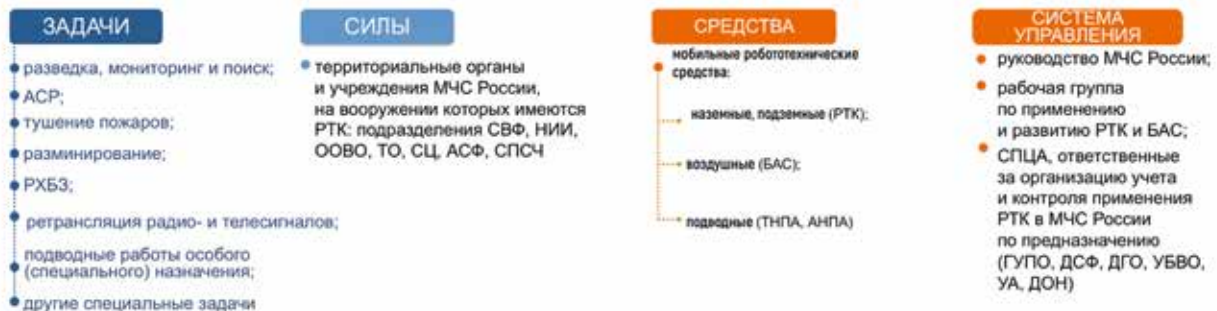 ЗАДАЧИ
разведка, мониторинг и поиск;
АСР;
тушение пожаров;
разминирование;
РХБЗ;
ретрансляция радио- и телесигналов;
подводные работы особого
(специального) назначения;
другие специальные задачи
СИЛЫ
территориальные органы
и учреждения МЧС России,
на вооружении которых имеются
РТК: подразделения СВФ, НИИ,
ООВО, ТО, СЦ, АСФ, СПСЧ
СРЕДСТВА
мобильные робототехнические
средства:
наземные, подземные (РТК);
воздушные (БАС);
подводные (ТНПА, АНПА)
СИСТЕМА
УПРАВЛЕНИЯ
руководство МЧС России;
рабочая группа
по применению
и развитию РТК и БАС;
СПЦА, ответственные
за организацию учета
и контроля применения
РТК в МЧС России
по предназначению
(ГУПО, ДСФ, ДГО, УБВО,
УА, ДОН)